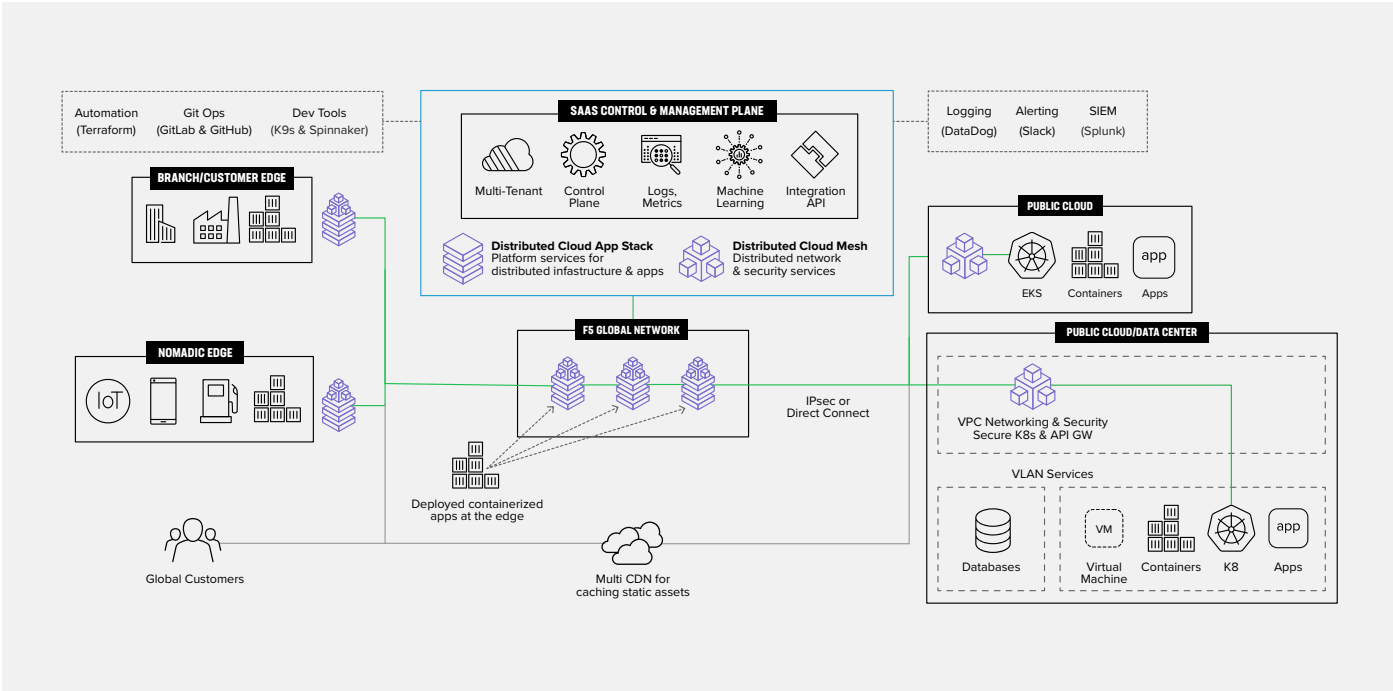 Automation
(Terraform)
Git Ops
(GitLab & GitHub)
Dev Tools
(K9s & Spinnaker)
SAAS CONTROL & MANAGEMENT PLANE
Multi-Tenant
Control
Plane
Logs,
Metrics
Machine
Learning
Integration
API
Distributed Cloud App Stack
Platform services for
distributed infastructure & apps
Distributed Cloud Mesh
Distributed network
& security services
Logging
(DataDog)
Alerting
(Slack)
SIEM
(Splunk)
BRANCH/CUSTOMER EDGE
NOMADIC EDGE
IoT
F5 GLOBAL NETWORK
IPsec or
Direct Connect
Deployed containerized
apps at the edge
Global Customers
Multi CDN for
caching static assets
PUBLIC CLOUD
EKS
Containers
app
Apps
PUBLIC CLOUD/DATA CENTER
VPC Networking & Security
Secure K8s & API GW
VLAN Services
Databases
VM
Virtual
Machine
Containers
K8
app
Apps